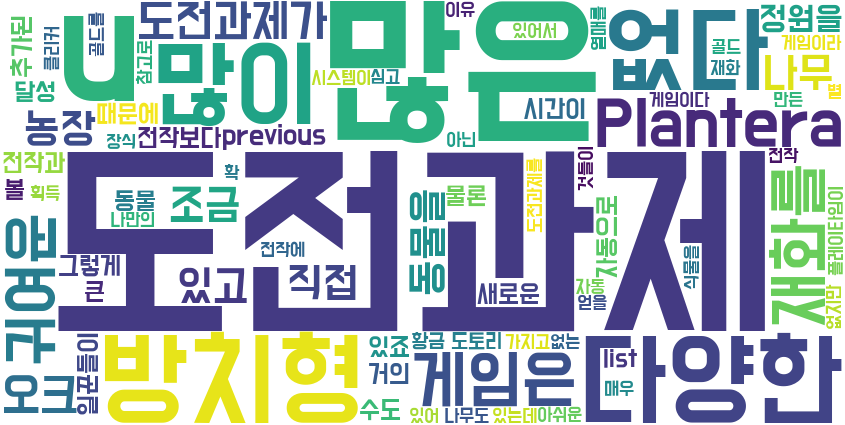 추가된
클리커
골드를
도전과제가
이유
열매를
정원을
u
참고로
많이
많은
있어서
없다
골드
게임이라
달성
시스템이
심고
재화
나무
별
농장
때문에
시간이
게임이다
만든
장식
전작보다
previous
아닌
Plantera
전작과
도전과제
확
물론
도전과제를
것들이
전작
볼
획득
동물
나만의
조금
동물을
자동으로
재화를
플레이타임이
귀여운
그렇게
큰
있고
전작에
직접
새로운
자동
얻을
식물을
없지만
오크
일꾼들이
방치형
있죠
황금
도토리
가지고
없는
거인
게임은
list
매우
다양한
수도
있어
나무도
있는데
아쉬운